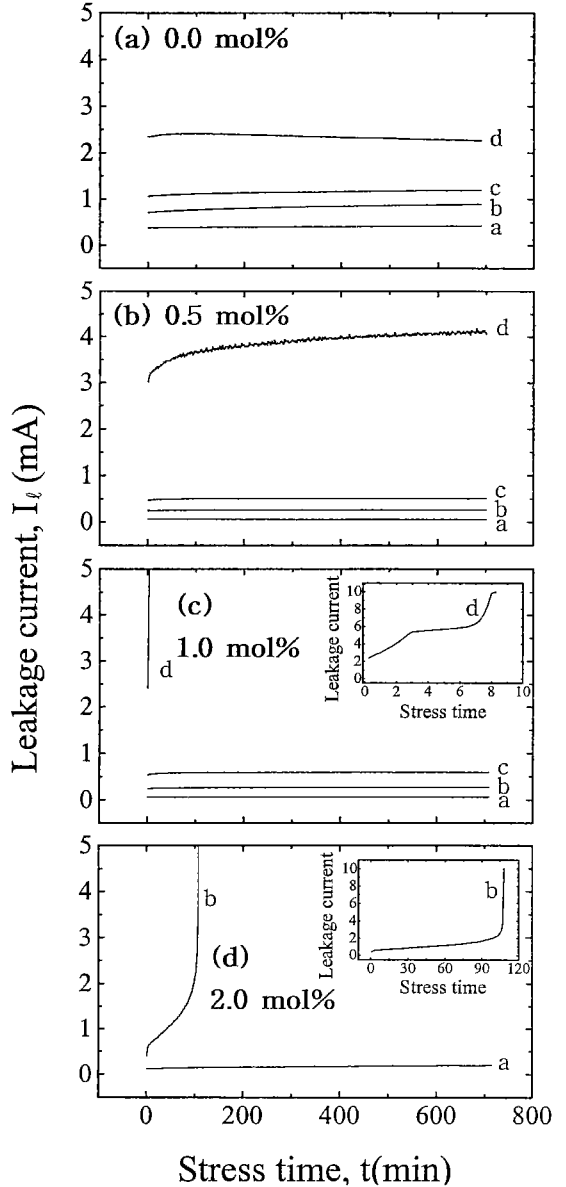 5
(a) 0.0 mol%
4
3
d
2
c
1
b
a
0
5
(b) 0.5 mol%
d
4
3
2
1
c
b
0
a
5
(c)
4
1.0 mol%
3
d
2
1
c
b
0
a
Leakage current
10
8
6
4
2
0
d
0 2 4 6 8 10
Stress time
5
4
b
3
(d)
2
2.0 mol%
1
a
0
Leakage current
10
8
6
4
2
0
b
0 30 60 90 120
Stress time
0 200 400 600 800
Leakage current, Iℓ (mA)
Stress time, t(min)